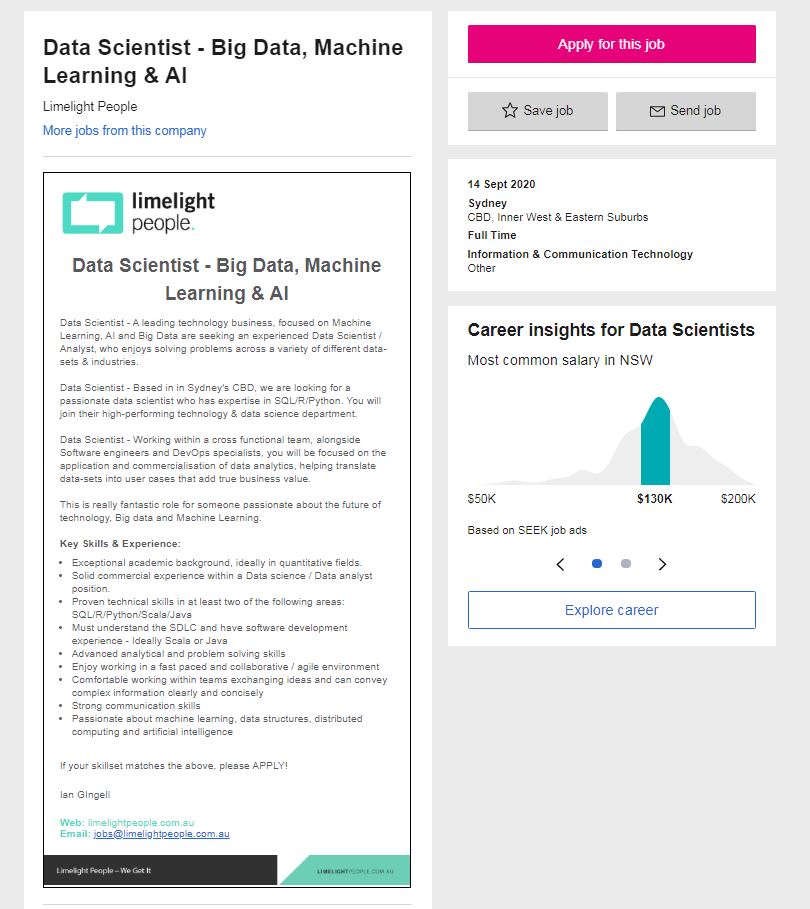 Data Scientist - Big Data, Machine
Learning & AI
Limelight People
More jobs from this company
limelight
people.
Data Scientist - Big Data, Machine
Learning & AI
Data Scientist - A leading technology business, focused on Machine
Learning, AI and Big Data are seeking an experienced Data Scientist /
Analyst, who enjoys solving problems across a variety of different data-
sets & industries.
Data Scientist - Based in in Sydney's CBD, we are looking for a
passionate data scientist who has expertise in SQL/R/Python. You will
join their high-performing technology & data science department.
Data Scientist - Working within a cross functional team, alongside
Software engineers and DevOps specialists, you will be focused on the
application and commercialisation of data analytics, helping translate
data-sets into user cases that add true business value.
This is really fantastic role for someone passionate about the future of
technology, Big data and Machine Learning.
Key Skills & Experience:
• Exceptional academic background, ideally in quantitative fields.
• Solid commercial experience within a Data science / Data analyst
position.
• Proven technical skills in at least two of the following areas:
SQL/R/Python/Scala/Java
• Must understand the SDLC and have software development
experience - Ideally Scala or Java
• Advanced analytical and problem solving skills
• Enjoy working in a fast paced and collaborative / agile environment
• Comfortable working within teams exchanging ideas and can convey
complex information clearly and concisely
• Strong communication skills
• Passionate about machine learning, data structures, distributed
computing and artificial intelligence
If your skillset matches the above, please APPLY!
Ian GIngell
Web: limelightpeople.com.au
Email: jobs@limelightpeople.com.au
Limelight People – We Get It
LIMELIGHTPEOPLE.COM.AU
Apply for this job
Save job
Send job
14 Sept 2020
Sydney
CBD, Inner West & Eastern Suburbs
Full Time
Information & Communication Technology
Other
Career insights for Data Scientists
Most common salary in NSW
$50K
$130K
$200K
Based on SEEK job ads
Explore career